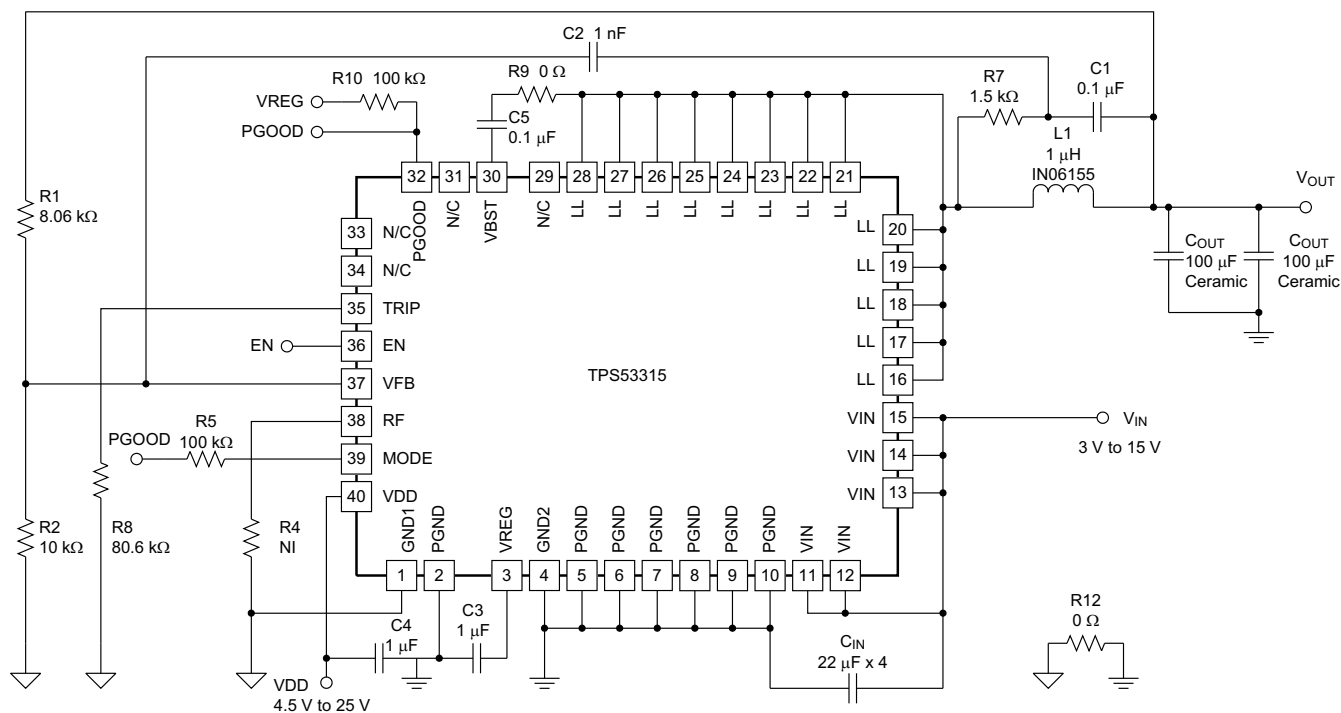 C2 1 nF
R10 100 kΩ
VREG
PGOOD
R9 0 Ω
C5
0.1 µF
R7
1.5 kΩ
C1
0.1 µF
L1
1 µH
IN06155
VOUT
COUT
100 µF
Ceramic
COUT
100 µF
Ceramic
R1
8.06 kΩ
32
31
30
29
28
27
26
25
24
23
22
21
PGOOD
N/C
VBST
N/C
LL
LL
LL
LL
LL
LL
LL
LL
33 N/C
34 N/C
35 TRIP
EN
36 EN
37 VFB
38 RF
PGOOD
R5
100 kΩ
39 MODE
40 VDD
TPS53315
LL 20
LL 19
LL 18
LL 17
LL 16
VIN 15
VIN 14
VIN 13
VIN
3 V to 15 V
R2
10 kΩ
R8
80.6 kΩ
R4
NI
GND1
PGND
VREG
GND2
PGND
PGND
PGND
PGND
PGND
PGND
VIN
VIN
1
2
3
4
5
6
7
8
9
10
11
12
C4
1 µF
C3
1 µF
CIN
22 µF x 4
R12
0 Ω
VDD
4.5 V to 25 V